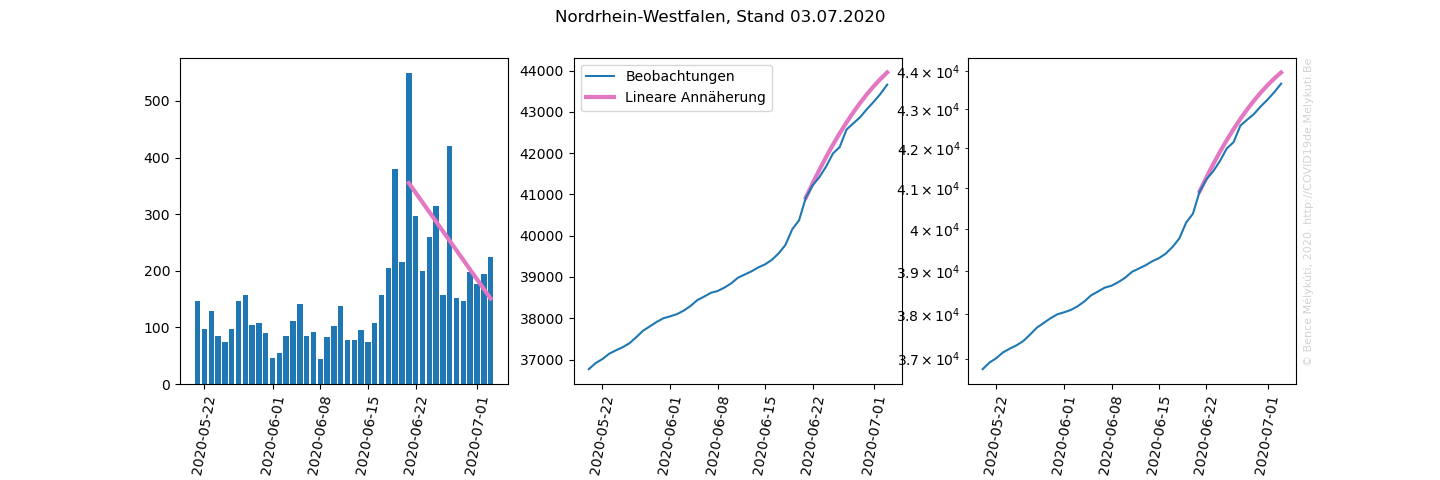 Nordrhein-Westfalen, Stand 03.07.2020
500
400
300
200
100
0
2020-05-22
2020-06-01
2020-06-08
2020-06-15
2020-06-22
2020-07-01
44000
43000
42000
41000
40000
39000
38000
37000
Beobachtungen
Lineare Annäherung
2020-05-22
2020-06-01
2020-06-08
2020-06-15
2020-06-22
2020-07-01
4.4 × 10⁴
4.3 × 10⁴
4.2 × 10⁴
4.1 × 10⁴
4 × 10⁴
3.9 × 10⁴
3.8 × 10⁴
3.7 × 10⁴
2020-05-22
2020-06-01
2020-06-08
2020-06-15
2020-06-22
2020-07-01
© Bence Mélykúti, 2020. http://COVID19de.Melykuti.Be